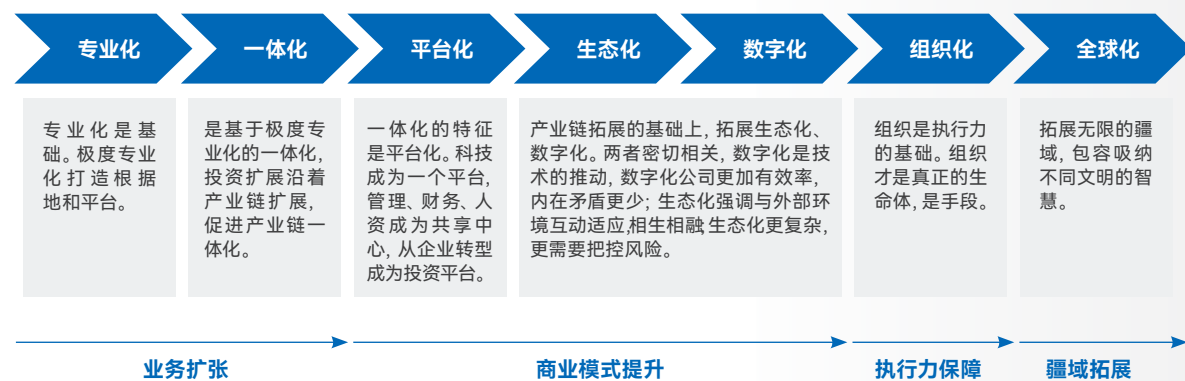 专业化
一体化
平台化
生态化
数字化
组织化
全球化
专业化是基
础。极度专业
化打造根据
地和平台。
是基于极度专
业化的一体化,
投资扩展沿着
产业链扩展,
促进产业链一
体化。
一体化的特征
是平台化。科技
成为一个平台,
管理、财务、人
资成为共享中
心, 从企业转型
成为投资平台。
产业链拓展的基础上, 拓展生态化、
数字化。两者密切相关, 数字化是技
术的推动, 数字化公司更加有效率,
内在矛盾更少; 生态化强调与外部环
境互动适应,相生相融,生态化更复杂,
更需要把控风险。
组织是执行力
的基础。组织
才是真正的生
命体, 是手段。
拓展无限的疆
域, 包容吸纳
不同文明的智
慧。
业务扩张
商业模式提升
执行力保障
疆域拓展